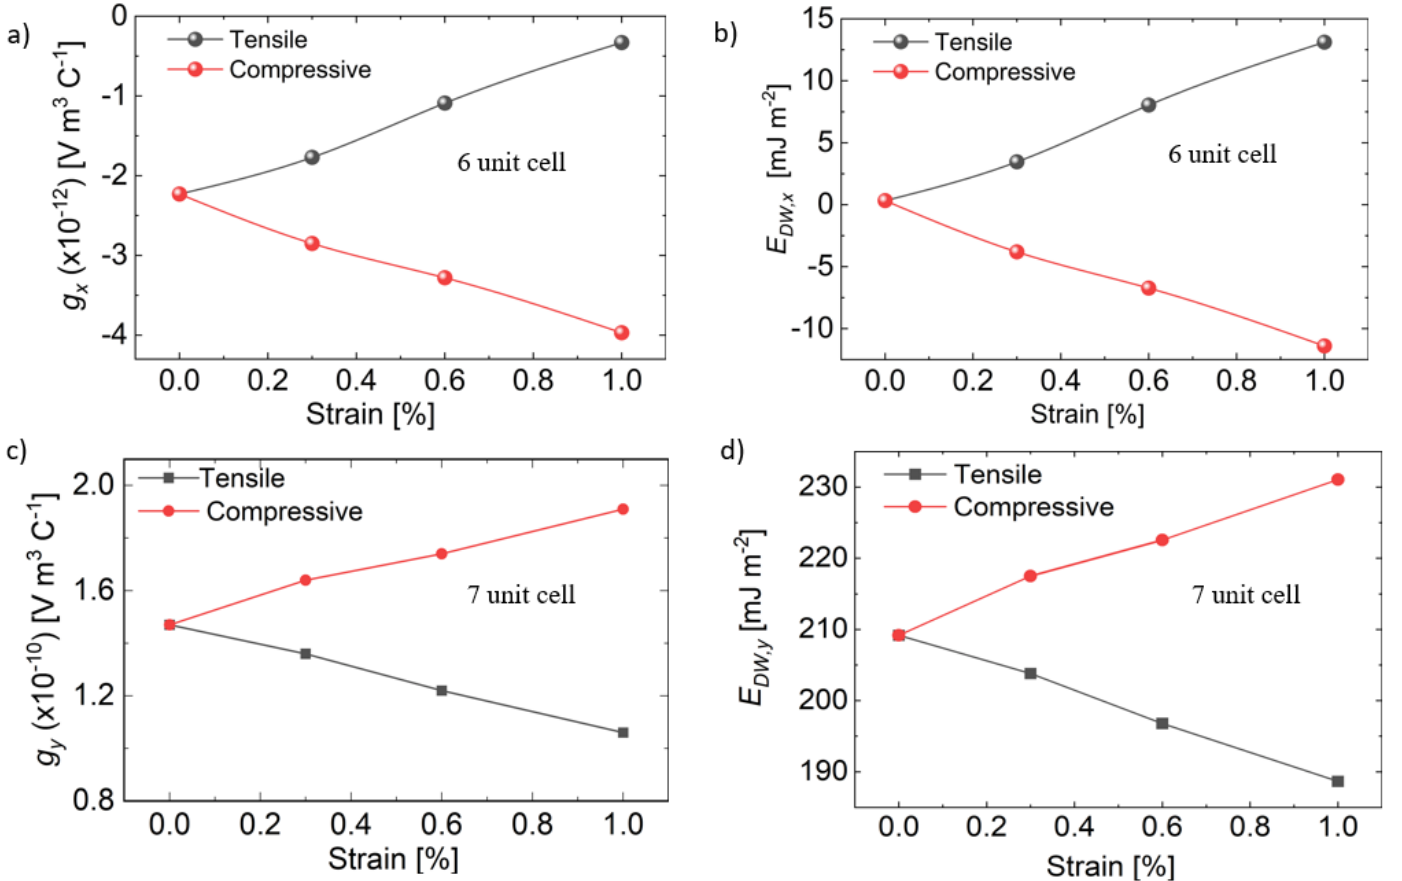 a)
g_x (x10^-12) [V m^3 C^-1]
0
-1
-2
-3
-4
Tensile
Compressive
6 unit cell
0.0 0.2 0.4 0.6 0.8 1.0
Strain [%]
b)
E_DW,x [mJ m^-2]
15
10
5
0
-5
-10
Tensile
Compressive
6 unit cell
0.0 0.2 0.4 0.6 0.8 1.0
Strain [%]
c)
g_y (x10^-10) [V m^3 C^-1]
2.0
1.6
1.2
0.8
Tensile
Compressive
7 unit cell
0.0 0.2 0.4 0.6 0.8 1.0
Strain [%]
d)
E_DW,y [mJ m^-2]
230
220
210
200
190
Tensile
Compressive
7 unit cell
0.0 0.2 0.4 0.6 0.8 1.0
Strain [%]